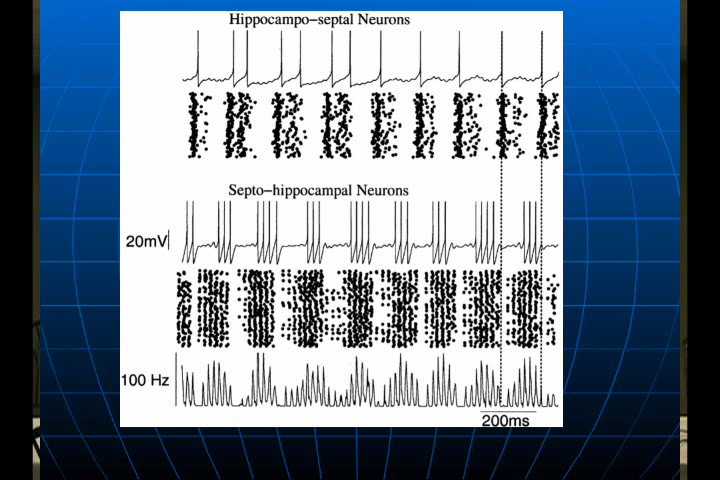 Hippocampo-septal Neurons
Septo-hippocampal Neurons
20mV
100 Hz
200ms